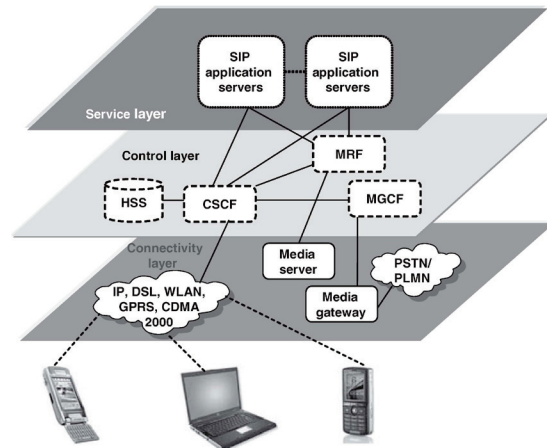 SIP
application
servers
SIP
application
servers
Service layer
Control layer
MRF
HSS
CSCF
MGCF
Connectivity
layer
Media
server
PSTN/
PLMN
IP, DSL, WLAN,
GPRS, CDMA
2000
Media
gateway